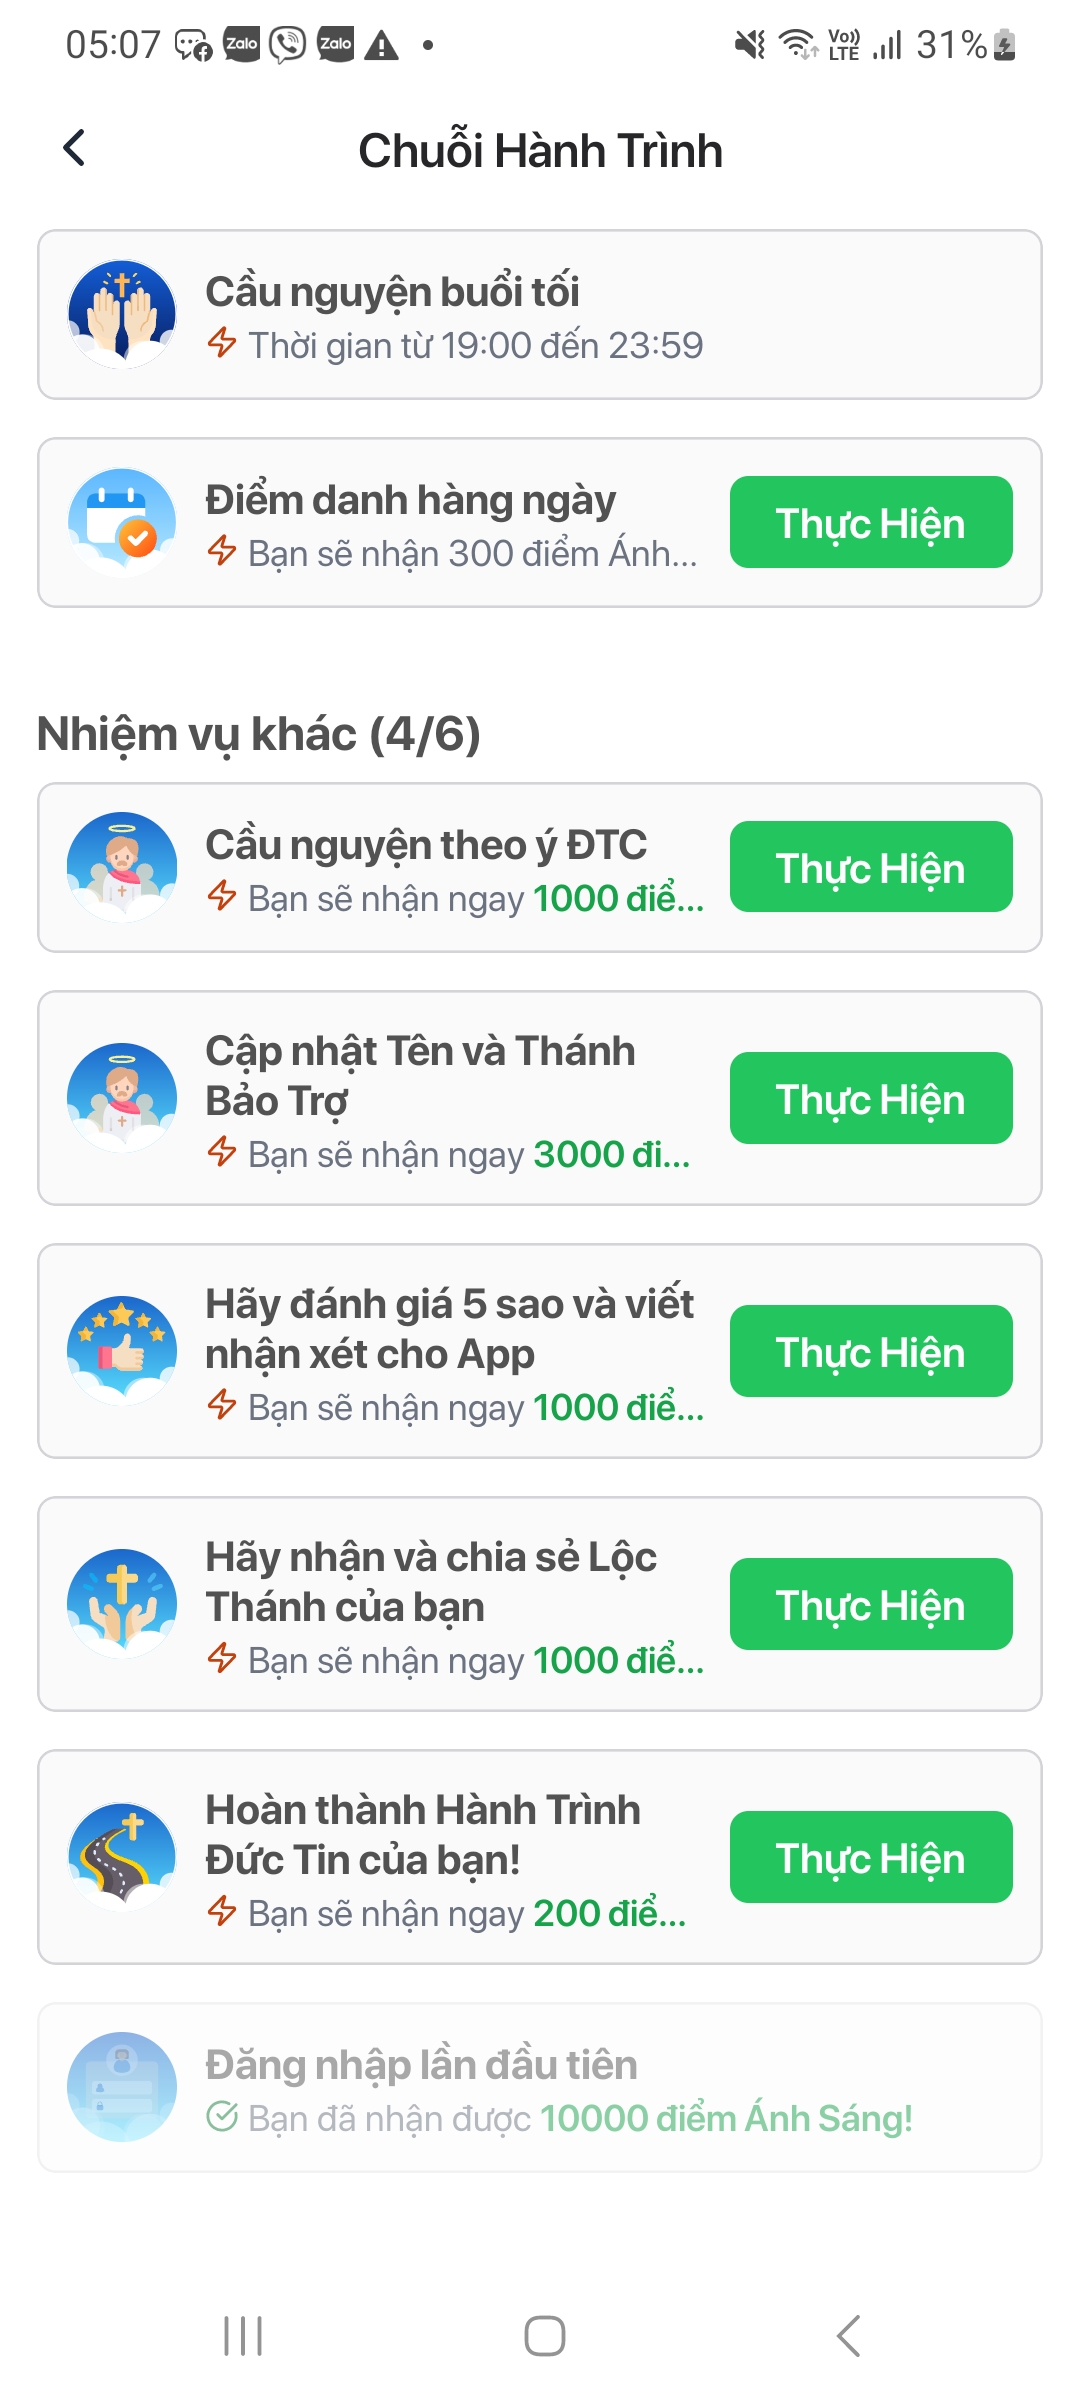 05:07 Zalo Zalo Vo)) LTE 31%
Chuỗi Hành Trình
Cầu nguyện buổi tối
Thời gian từ 19:00 đến 23:59
Điểm danh hàng ngày
Bạn sẽ nhận 300 điểm Ánh...
Thực Hiện
Nhiệm vụ khác (4/6)
Cầu nguyện theo ý ĐTC
Bạn sẽ nhận ngay 1000 điể...
Thực Hiện
Cập nhật Tên và Thánh
Bảo Trợ
Bạn sẽ nhận ngay 3000 đi...
Thực Hiện
Hãy đánh giá 5 sao và viết
nhận xét cho App
Bạn sẽ nhận ngay 1000 điể...
Thực Hiện
Hãy nhận và chia sẻ Lộc
Thánh của bạn
Bạn sẽ nhận ngay 1000 điể...
Thực Hiện
Hoàn thành Hành Trình
Đức Tin của bạn!
Bạn sẽ nhận ngay 200 điể...
Thực Hiện
Đăng nhập lần đầu tiên
Bạn đã nhận được 10000 điểm Ánh Sáng!